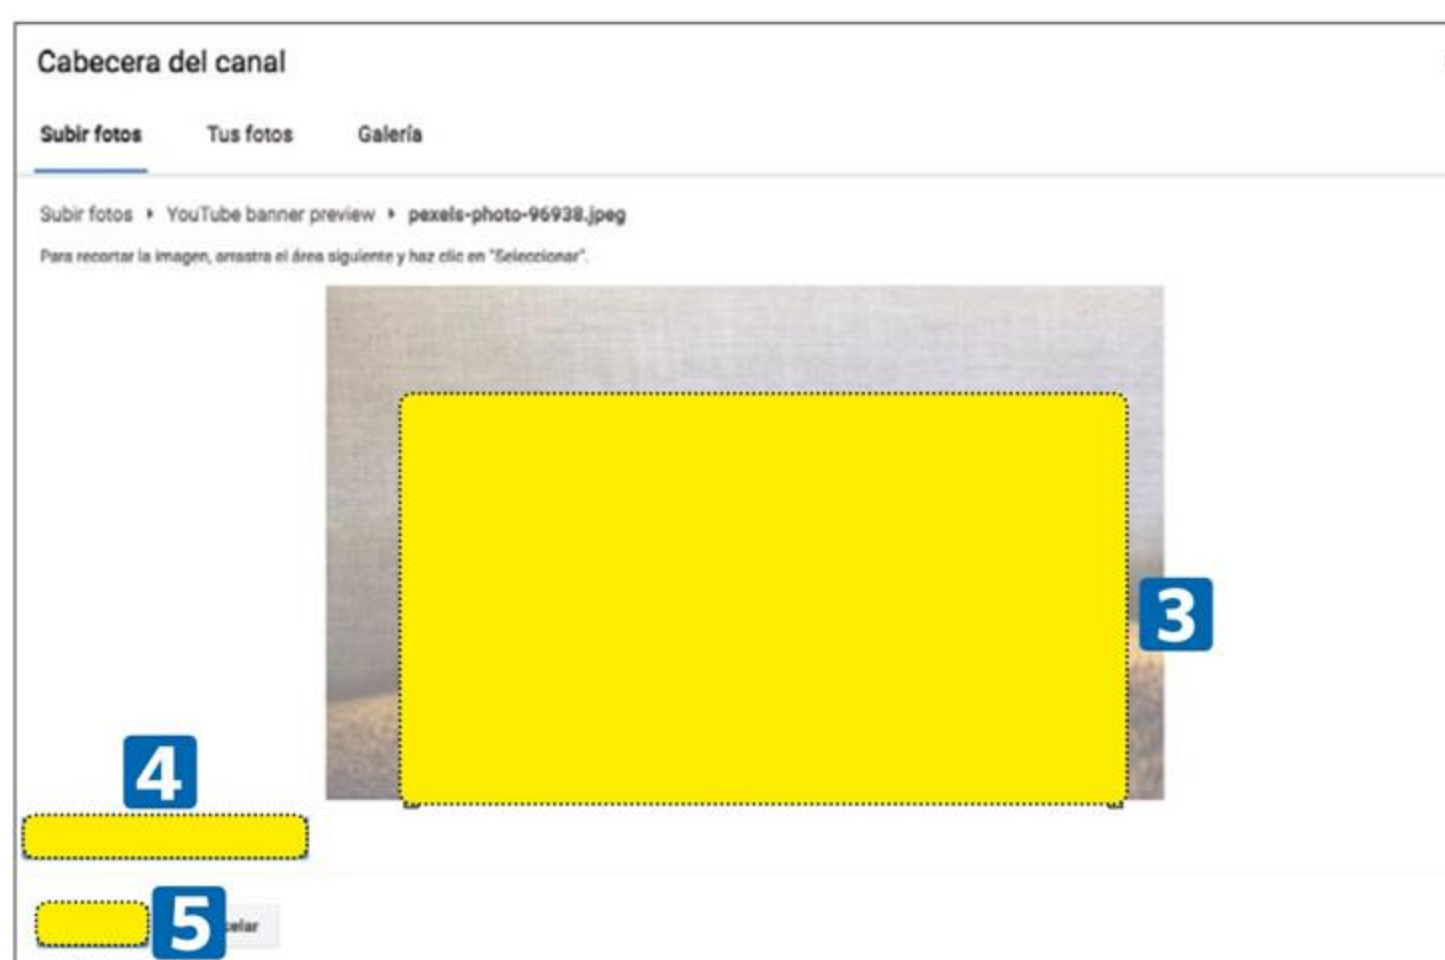 Cabecera del canal
Subir fotos Tus fotos Galería
Subir fotos ▸ YouTube banner preview ▸ pexels-photo-96938.jpeg
Para recortar la imagen, arrastra el área siguiente y haz clic en "Seleccionar".
3
4
5 celar